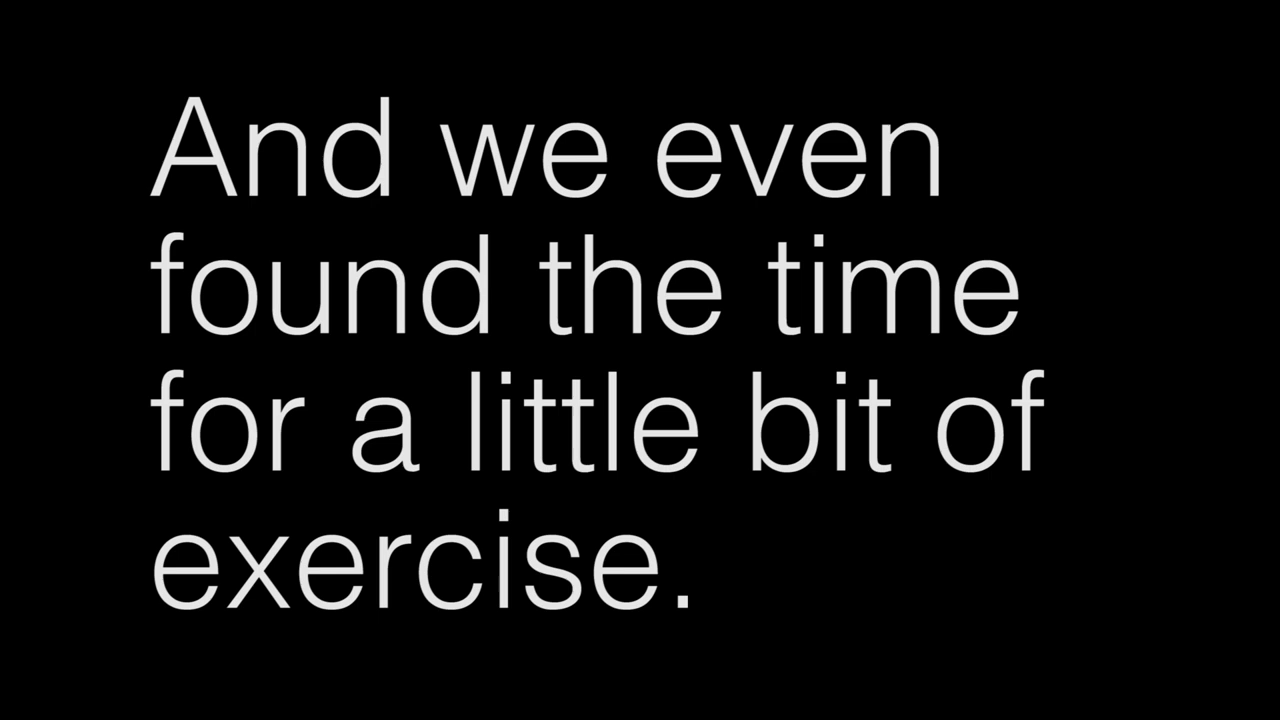 And we even
found the time
for a little bit of
exercise.